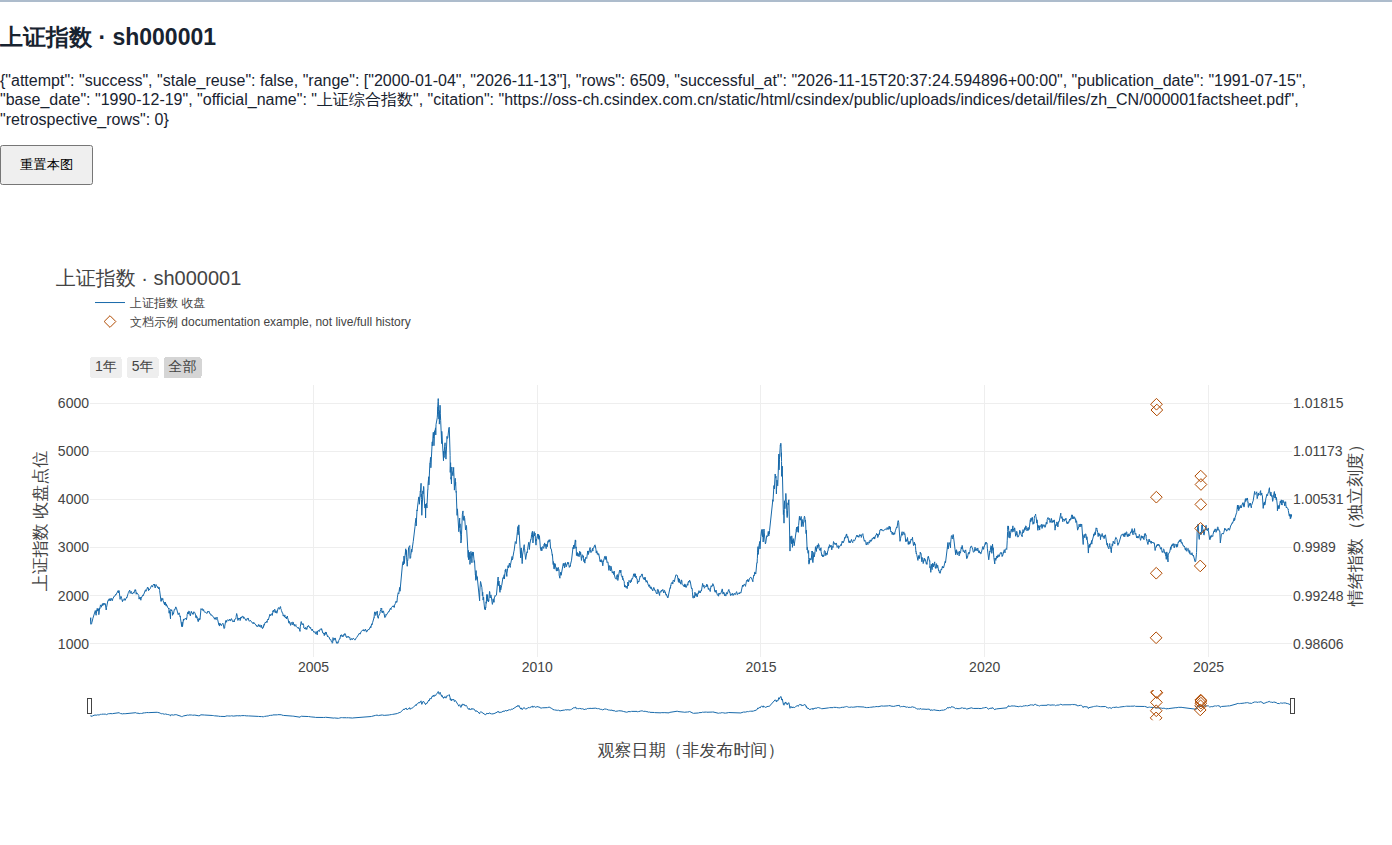 上证指数 · sh000001
{"attempt": "success", "stale_reuse": false, "range": ["2000-01-04", "2026-11-13"], "rows": 6509, "successful_at": "2026-11-15T20:37:24.594896+00:00", "publication_date": "1991-07-15",
"base_date": "1990-12-19", "official_name": "上证综合指数", "citation": "https://oss-ch.csindex.com.cn/static/html/csindex/public/uploads/indices/detail/files/zh_CN/000001factsheet.pdf",
"retrospective_rows": 0}
重置本图
上证指数 · sh000001
上证指数 收盘
文档示例 documentation example, not live/full history
1年 5年 全部
上证指数 收盘点位
6000
5000
4000
3000
2000
1000
1.01815
1.01173
1.00531
0.9989
0.99248
0.98606
情绪指数（独立刻度）
2005 2010 2015 2020 2025
观察日期（非发布时间）